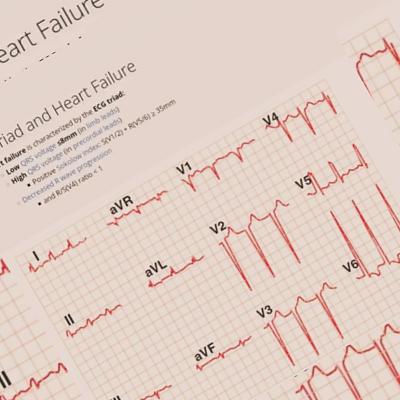 eart Failure
riad and Heart Failure
t failure is characterized by the ECG triad:
Low QRS voltage ≤8mm (in limb leads)
High QRS voltage (in precordial leads)
• Positive Sokolow index: S(V1/2) + R(V5/6) ≥ 35mm
Decreased R wave progression
• and R/S(V4) ratio < 1
I
aVR
V1
V4
II
aVL
V2
V5
aVF
V3
V6
II